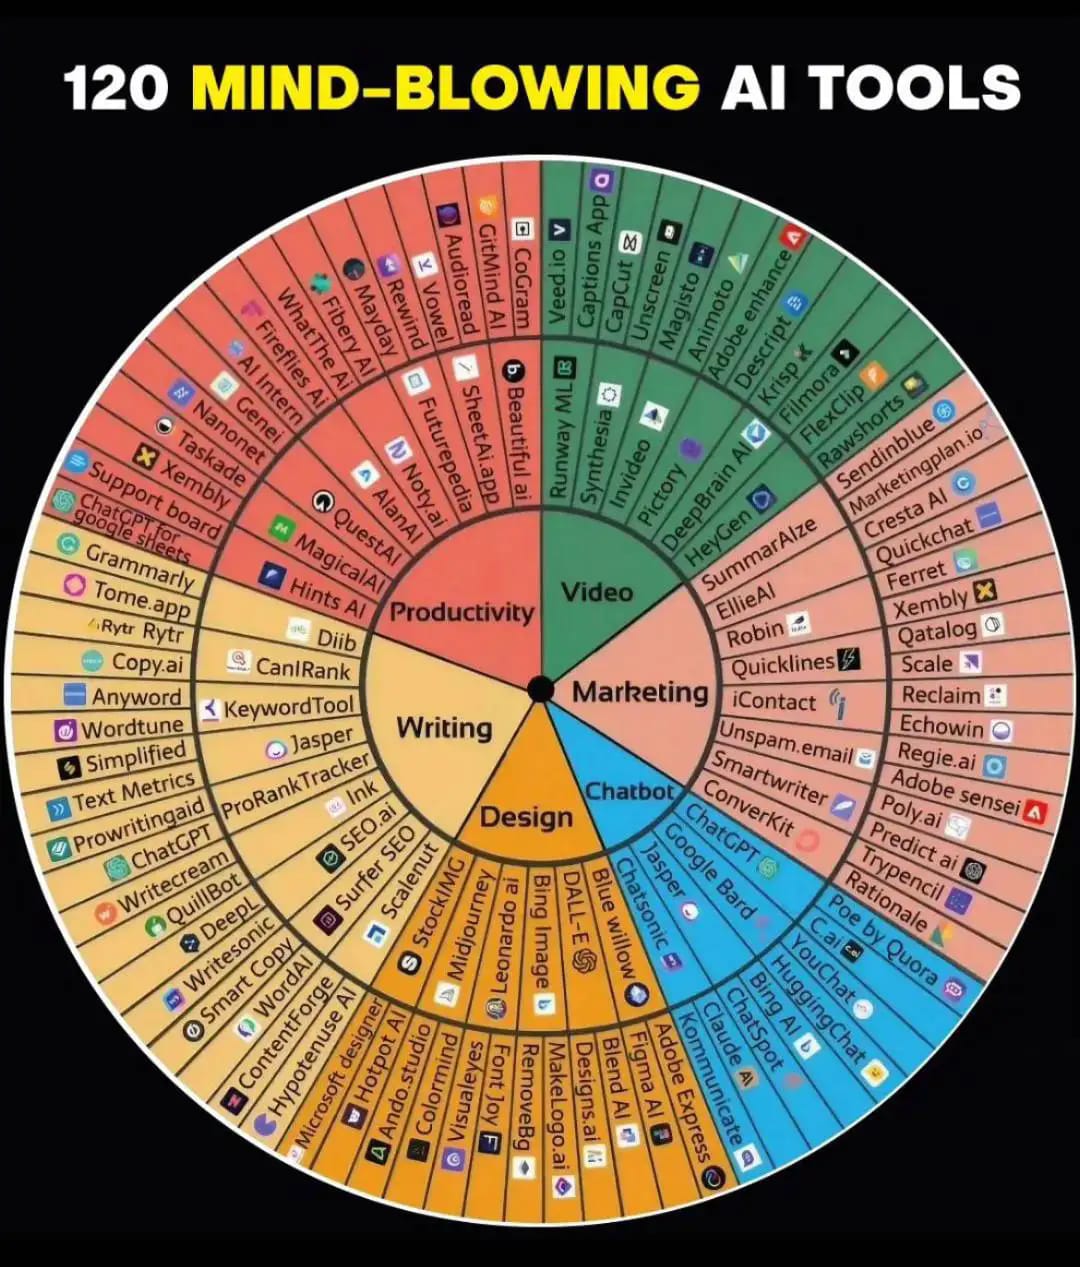 120 MIND-BLOWING AI TOOLS
Productivity
Video
Marketing
Chatbot
Design
Writing
Runway ML
Synthesia
Invideo
Pictory
DeepBrain AI
HeyGen
Veed.io
Captions App
CapCut
Unscreen
Magisto
Animoto
Adobe enhance
Descript
Krisp
Filmora
FlexClip
Rawshorts
SummarAIze
EllieAI
Robin
Quicklines
iContact
Unspam.email
Smartwriter
ConverKit
Sendinblue
Marketingplan.io
Cresta AI
Quickchat
Ferret
Xembly
Qatalog
Scale
Reclaim
Echowin
Regie.ai
Adobe sensei
Poly.ai
Predict ai
Trypencil
Rationale
ChatGPT
Google Bard
Jasper
Chatsonic
Poe by Quora
Cai
YouChat
HuggingChat
Bing AI
ChatSpot
Claude
Kommunicate
Blue willow
DALL-E
Bing Image
Leonardo ai
Midjourney
StockIMG
Adobe Express
Figma AI
Blend AI
Designs.ai
MakeLogo.ai
RemoveBg
Font Joy
Visualeyes
Colormind
Ando.studio
Hotpot AI
Microsoft designer
Scalenut
Surfer SEO
SEO.ai
Ink
ProRankTracker
Jasper
KeywordTool
CanIRank
Diib
Hypotenuse AI
ContentForge
WordAI
Smart Copy
Writesonic
DeepL
QuillBot
Writecream
ChatGPT
Prowritingaid
Text Metrics
Simplified
Wordtune
Anyword
Copy.ai
Rytr Rytr
Tome.app
Grammarly
Hints AI
MagicalAI
QuestAI
AlanAI
Noty.ai
Futurepedia
SheetAi.app
Beautiful ai
ChatGPT for
google sheets
Support board
Xembly
Taskade
Nanonet
Genei
AI Intern
Fireflies Ai
WhatThe AI
Fibery AI
Mayday
Rewind
Vowel
Audioread
GitMind AI
CoGram